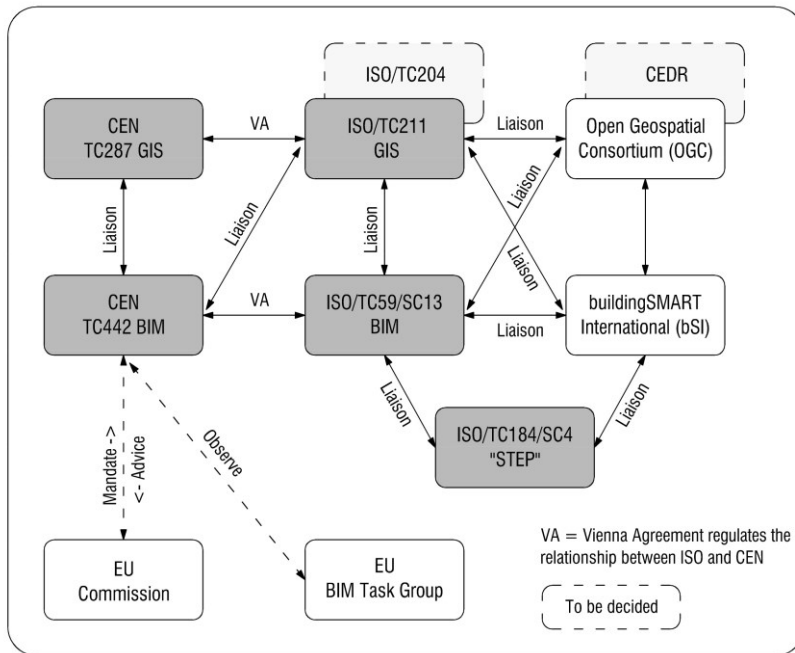 ISO/TC204
CEDR
CEN
TC287 GIS
VA
ISO/TC211
GIS
Liaison
Open Geospatial
Consortium (OGC)
Liaison
Liaison
Liaison
Liaison
Liaison
CEN
TC442 BIM
VA
ISO/TC59/SC13
BIM
Liaison
buildingSMART
International (bSI)
Liaison
Liaison
ISO/TC184/SC4
"STEP"
Mandate ->
<- Advice
Observe
EU
Commission
EU
BIM Task Group
VA = Vienna Agreement regulates the
relationship between ISO and CEN
To be decided